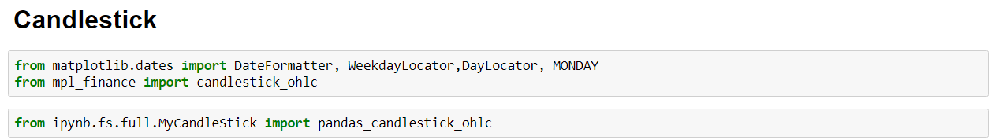 Candlestick
from matplotlib.dates import DateFormatter, WeekdayLocator,DayLocator, MONDAY
from mpl_finance import candlestick_ohlc
from ipynb.fs.full.MyCandleStick import pandas_candlestick_ohlc